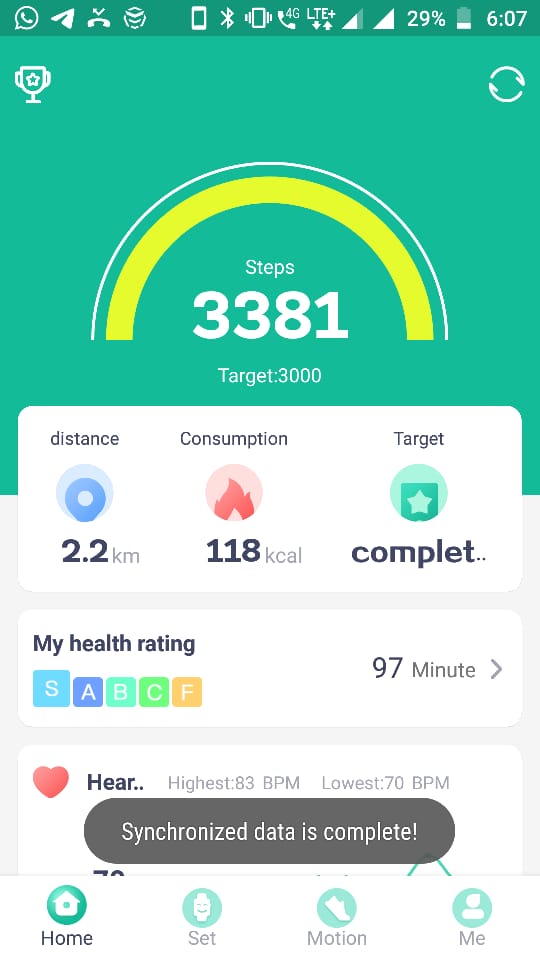 4G LTE+ 29% 6:07
Steps
3381
Target:3000
distance Consumption Target
2.2 km 118 kcal complet..
My health rating
S A B C F
97 Minute
Hear.. Highest:83 BPM Lowest:70 BPM
Synchronized data is complete!
Home Set Motion Me